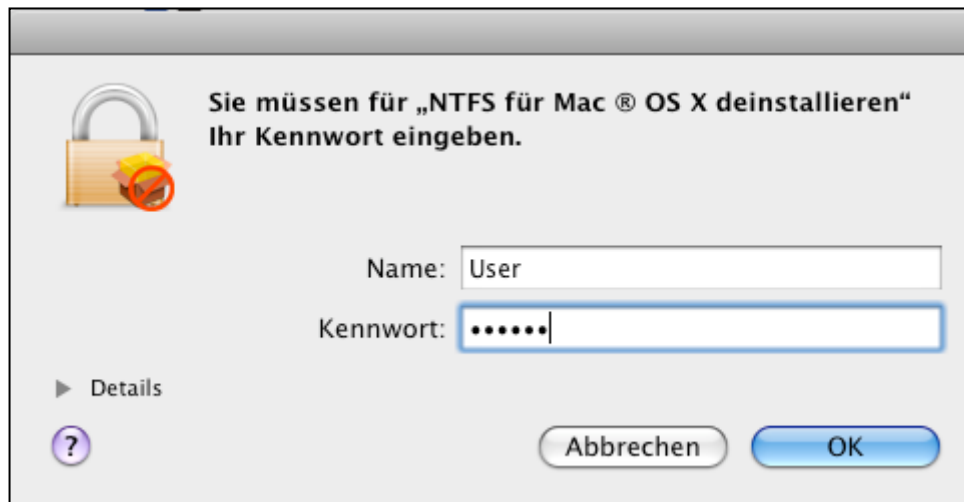 Sie müssen für „NTFS für Mac ® OS X deinstallieren“
Ihr Kennwort eingeben.
Name: User
Kennwort: ••••••
Details
? Abbrechen OK